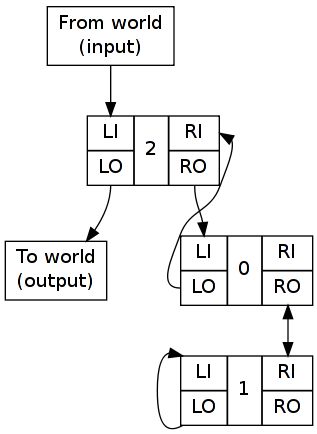 From world
(input)
LI 2 RI
LO RO
To world
(output)
LI 0 RI
LO RO
LI 1 RI
LO RO